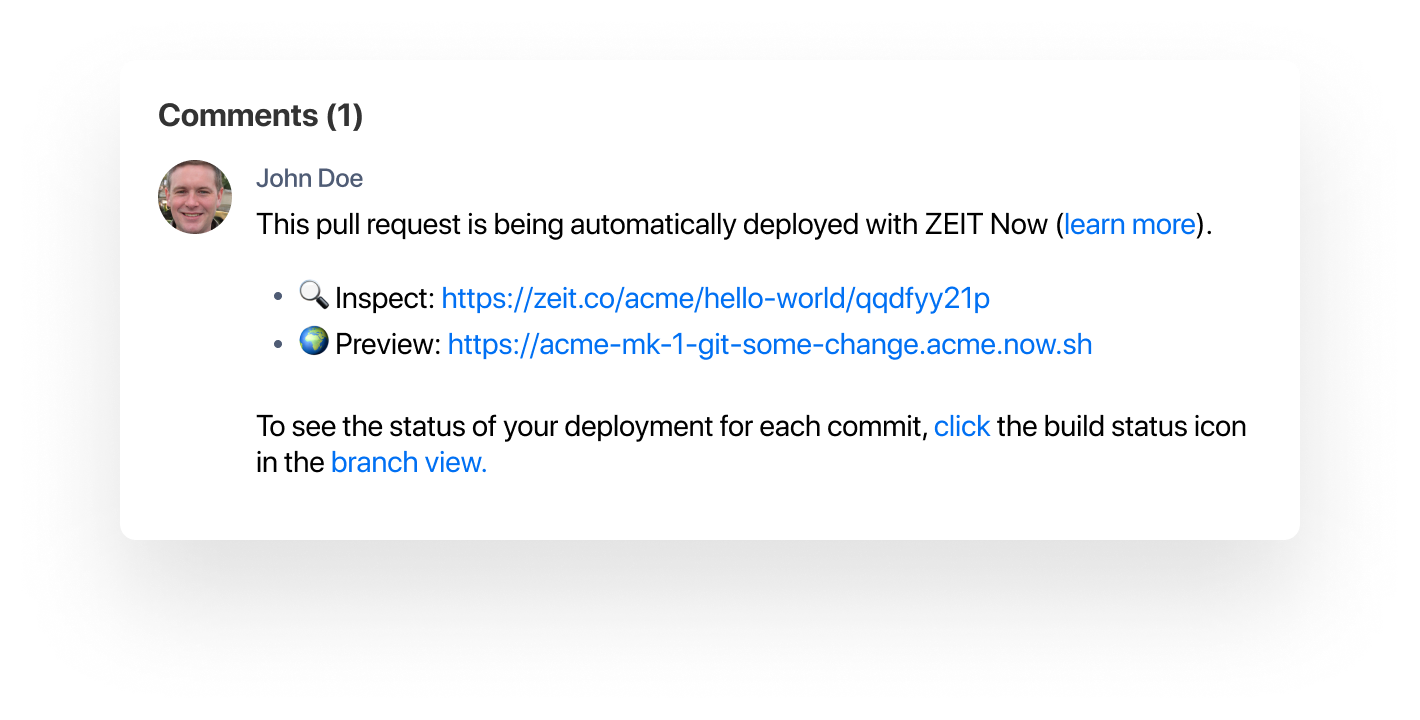 Comments (1)
John Doe
This pull request is being automatically deployed with ZEIT Now (learn more).
• 🔍 Inspect: https://zeit.co/acme/hello-world/qqdfyy21p
• 🌍 Preview: https://acme-mk-1-git-some-change.acme.now.sh
To see the status of your deployment for each commit, click the build status icon
in the branch view.